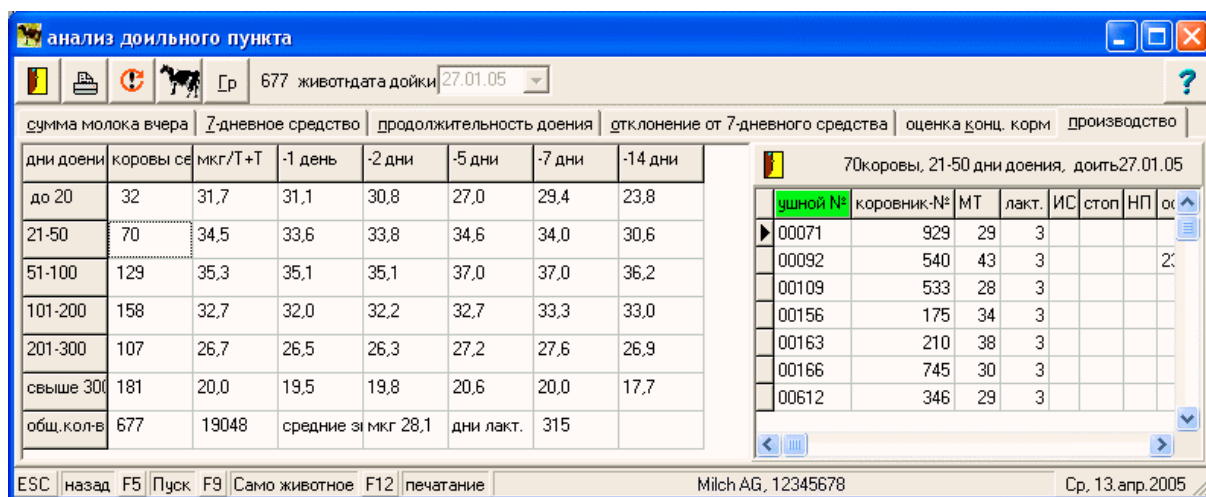 анализ доильного пункта
Гр 677 животн дата дойки 27.01.05 ?
сумма молока вчера 7-дневное средство продолжительность доения отклонение от 7-дневного средства оценка конц. корм производство
дни доени коровы се мкг/Т+Т -1 день -2 дни -5 дни -7 дни -14 дни
до 20 32 31,7 31,1 30,8 27,0 29,4 23,8
21-50 70 34,5 33,6 33,8 34,6 34,0 30,6
51-100 129 35,3 35,1 35,1 37,0 37,0 36,2
101-200 158 32,7 32,0 32,2 32,7 33,3 33,0
201-300 107 26,7 26,5 26,3 27,2 27,6 26,9
свыше 300 181 20,0 19,5 19,8 20,6 20,0 17,7
общ.кол-в 677 19048 средние з мкг 28,1 дни лакт. 315
70коровы, 21-50 дни доения, доить27.01.05
ушной № коровник-№ МТ лакт. ИС стоп НП ос
00071 929 29 3
00092 540 43 3 23
00109 533 28 3
00156 175 34 3
00163 210 38 3
00166 745 30 3
00612 346 29 3
ESC назад F5 Пуск F9 Само животное F12 печатание Milch AG, 12345678 Ср, 13.апр.2005